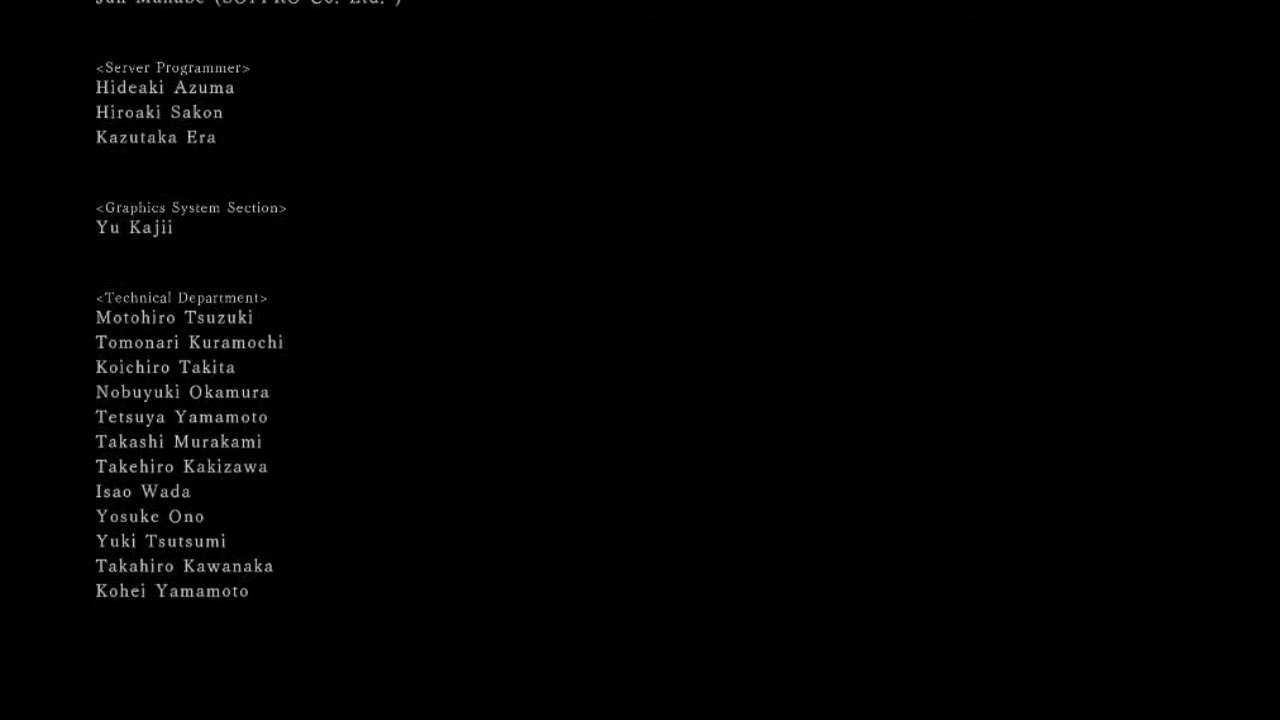 <Server Programmer>
Hideaki Azuma
Hiroaki Sakon
Kazutaka Era
<Graphics System Section>
Yu Kajii
<Technical Department>
Motohiro Tsuzuki
Tomonari Kuramochi
Koichiro Takita
Nobuyuki Okamura
Tetsuya Yamamoto
Takashi Murakami
Takehiro Kakizawa
Isao Wada
Yosuke Ono
Yuki Tsutsumi
Takahiro Kawanaka
Kohei Yamamoto